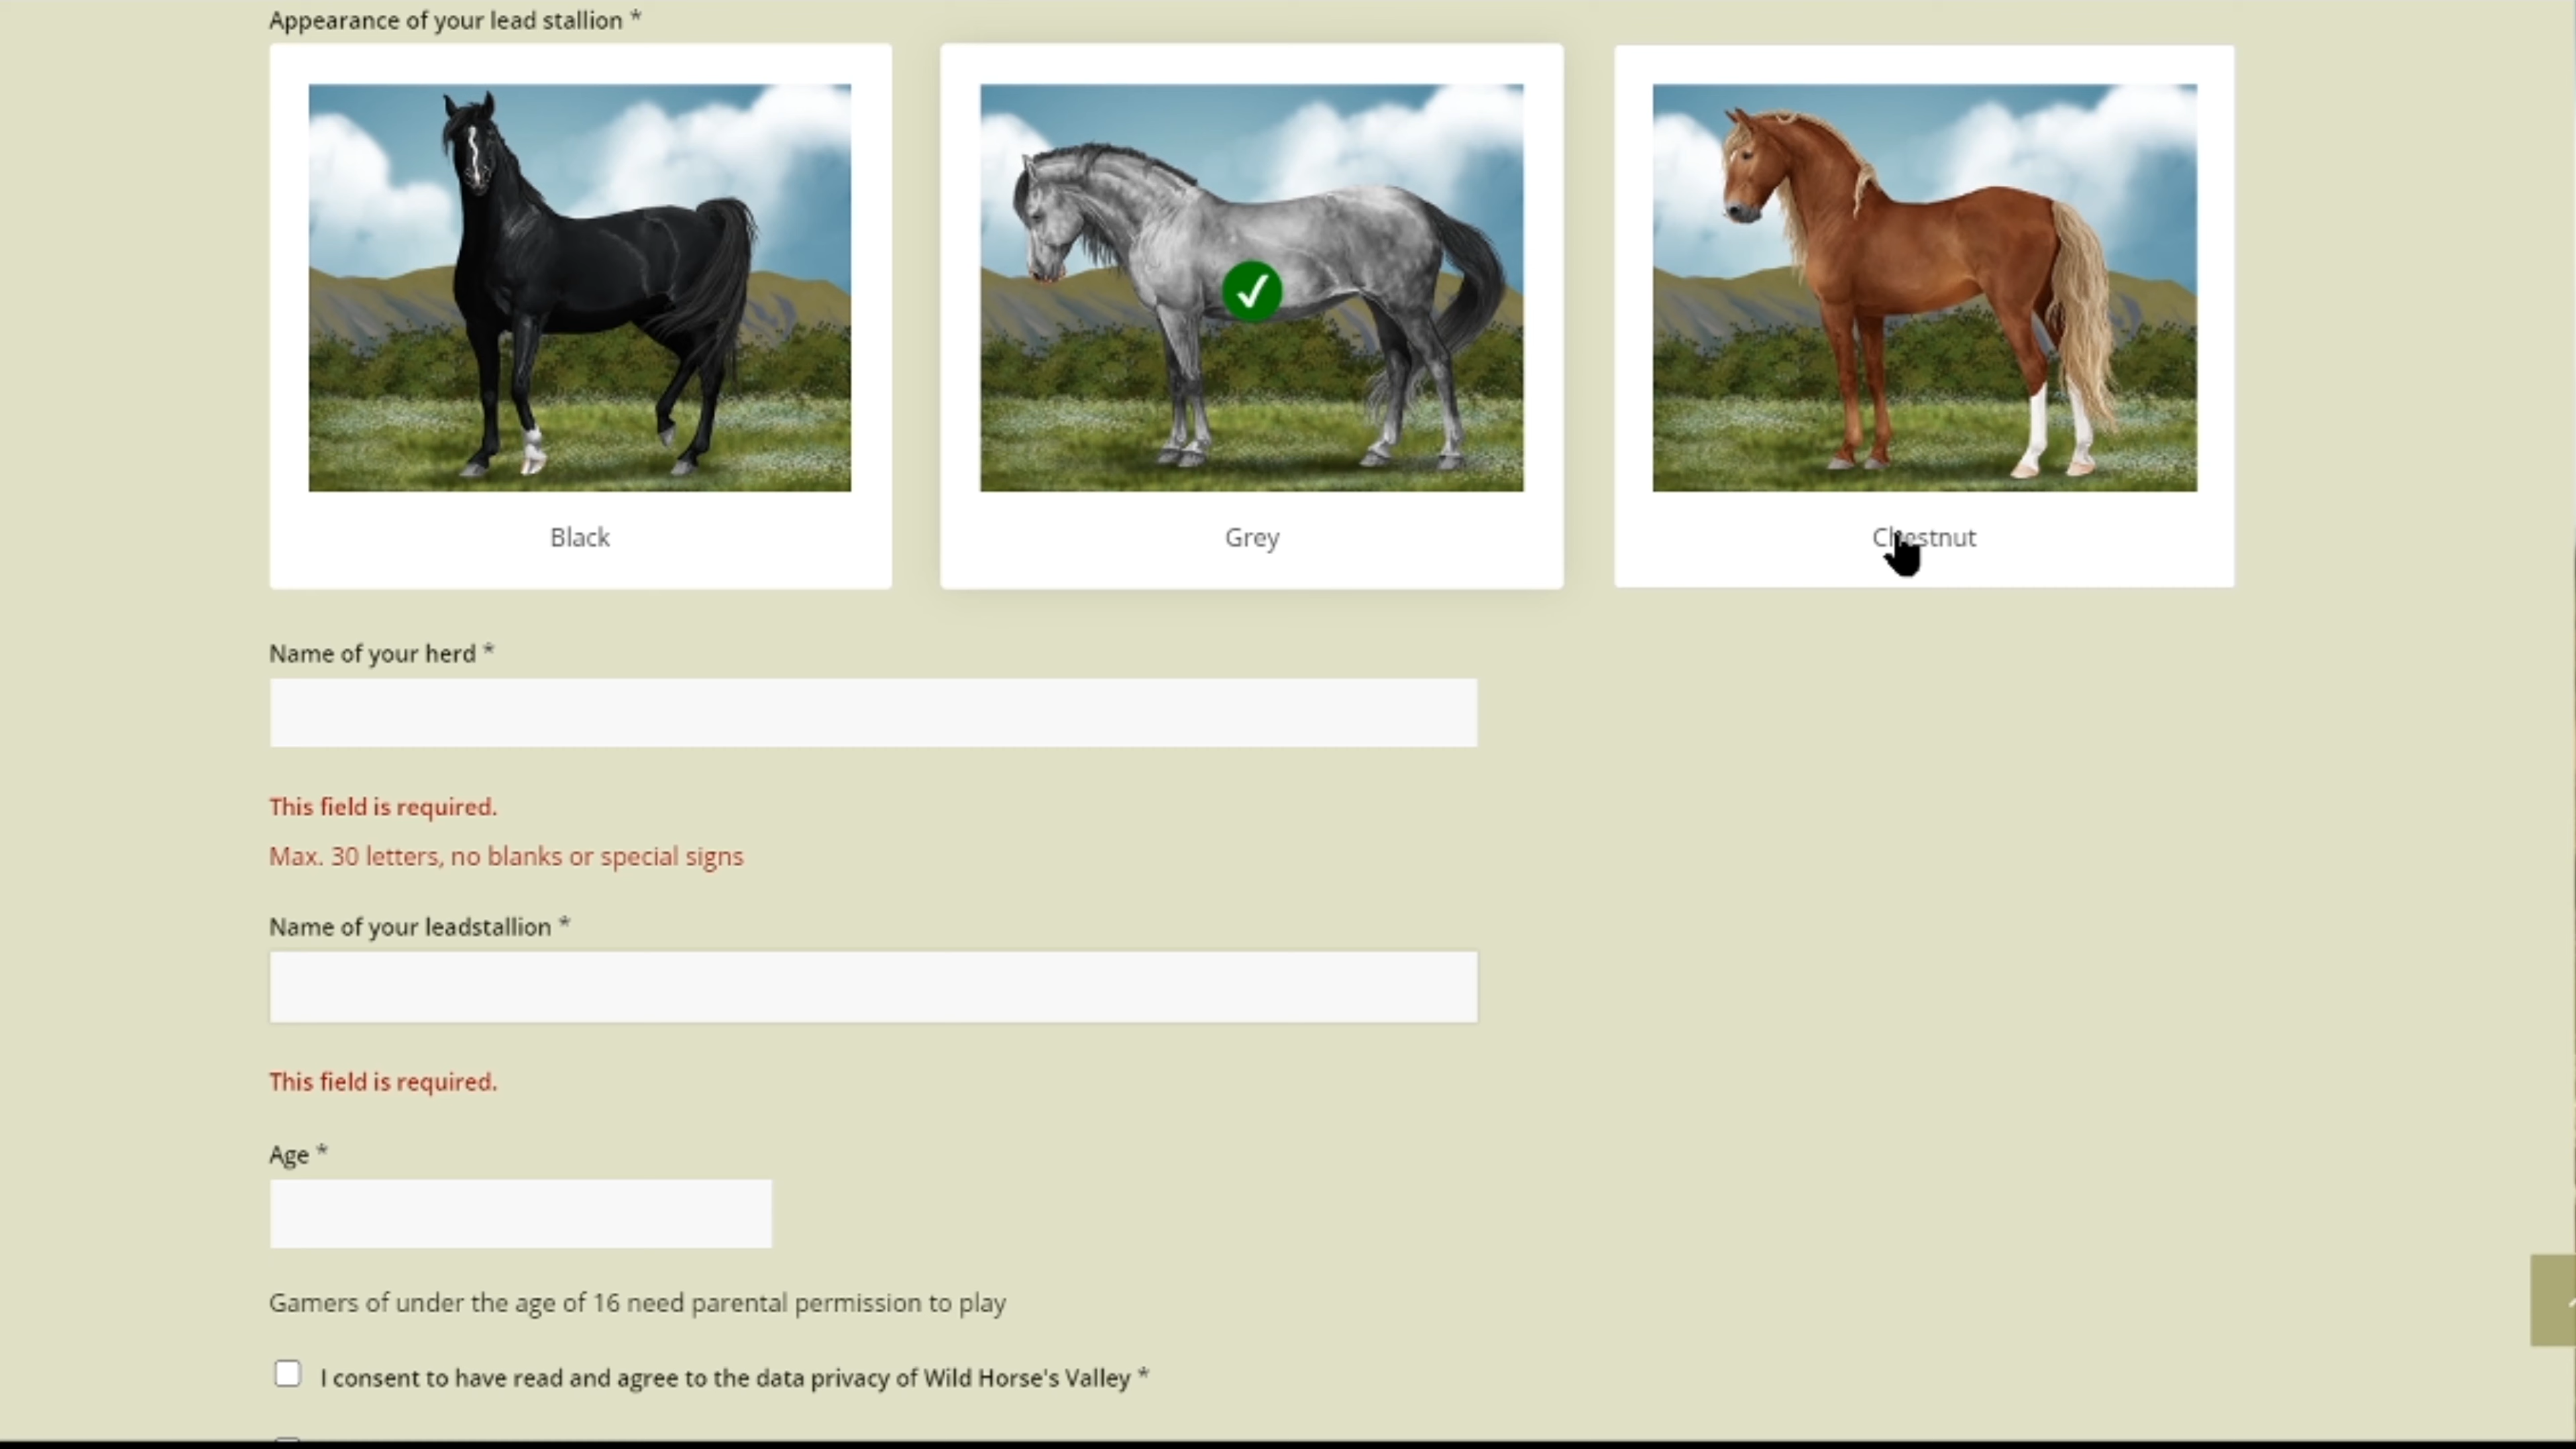 Appearance of your lead stallion *
Black
Grey
Chestnut
Name of your herd *
This field is required.
Max. 30 letters, no blanks or special signs
Name of your leadstallion *
This field is required.
Age *
Gamers of under the age of 16 need parental permission to play
I consent to have read and agree to the data privacy of Wild Horse's Valley *